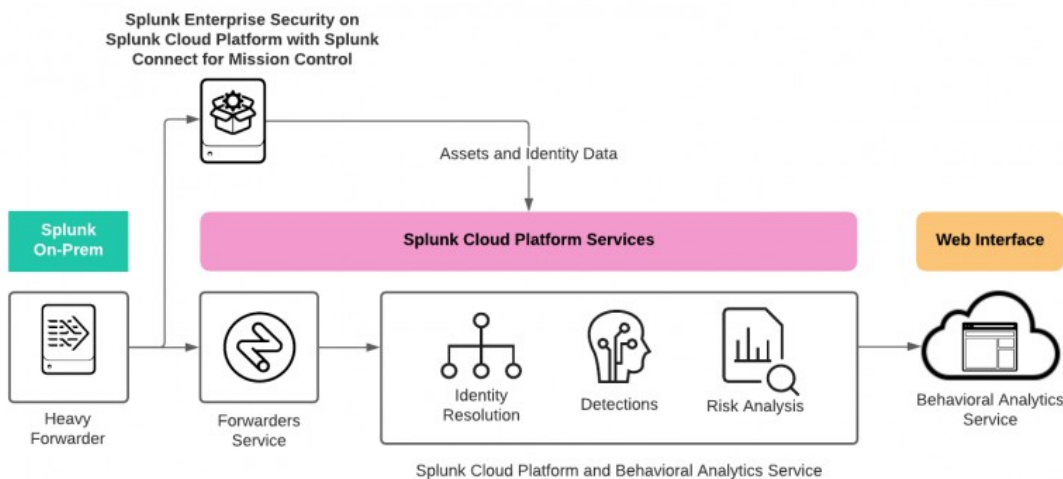 Splunk Enterprise Security on
Splunk Cloud Platform with Splunk
Connect for Mission Control
Assets and Identity Data
Splunk
On-Prem
Splunk Cloud Platform Services
Web Interface
Heavy
Forwarder
Forwarders
Service
Identity
Resolution
Detections
Risk Analysis
Behavioral Analytics
Service
Splunk Cloud Platform and Behavioral Analytics Service